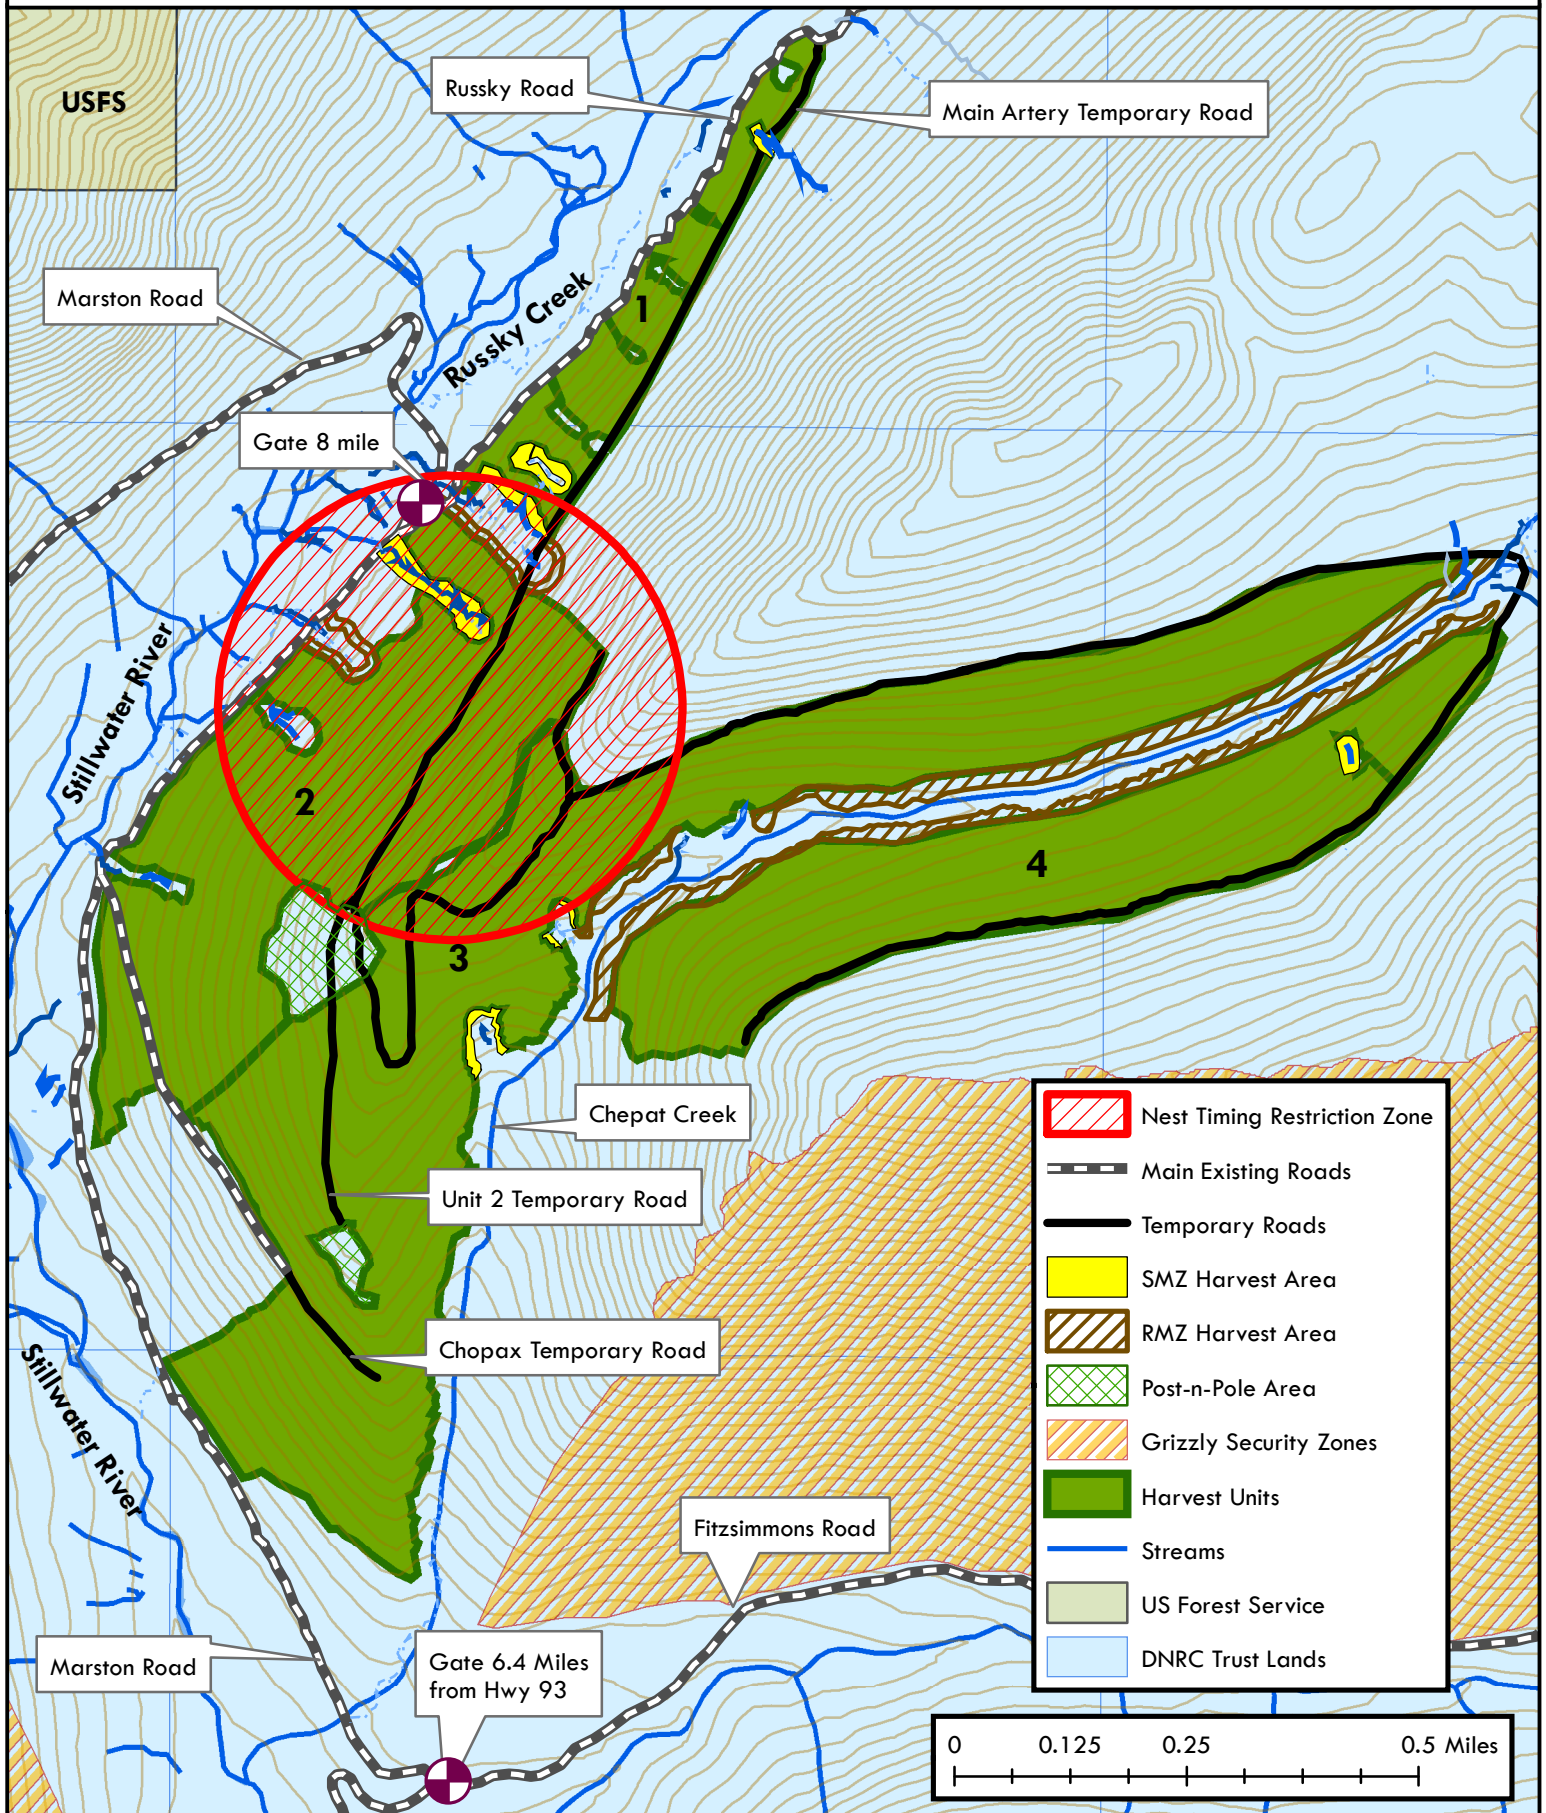 USFS
Russky Road
Main Artery Temporary Road
Marston Road
Russky Creek
1
Gate 8 mile
Stillwater River
2
3
4
Chepat Creek
Unit 2 Temporary Road
Chopax Temporary Road
Stillwater River
Fitzsimmons Road
Marston Road
Gate 6.4 Miles
from Hwy 93
Nest Timing Restriction Zone
Main Existing Roads
Temporary Roads
SMZ Harvest Area
RMZ Harvest Area
Post-n-Pole Area
Grizzly Security Zones
Harvest Units
Streams
US Forest Service
DNRC Trust Lands
0 0.125 0.25 0.5 Miles